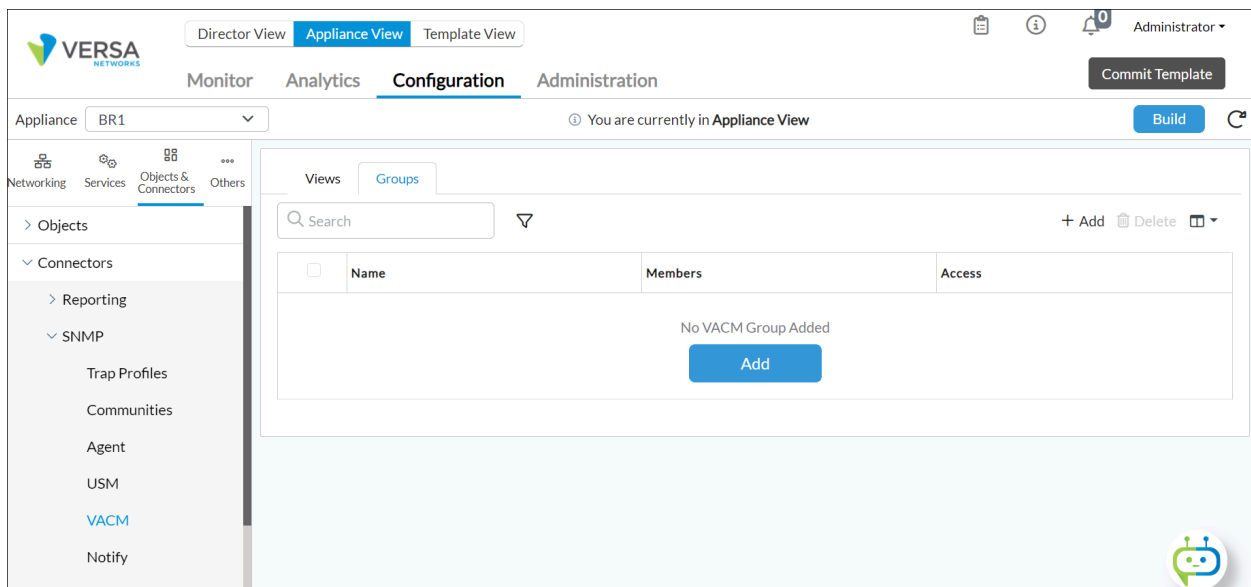 VERSA
NETWORKS
Director View Appliance View Template View
0
Administrator
Monitor Analytics Configuration Administration
Commit Template
Appliance BR1
You are currently in Appliance View
Build
Networking Services Objects & Connectors Others
Views Groups
Search
+ Add Delete
Objects
Connectors
Reporting
SNMP
Trap Profiles
Communities
Agent
USM
VACM
Notify
Name Members Access
No VACM Group Added
Add